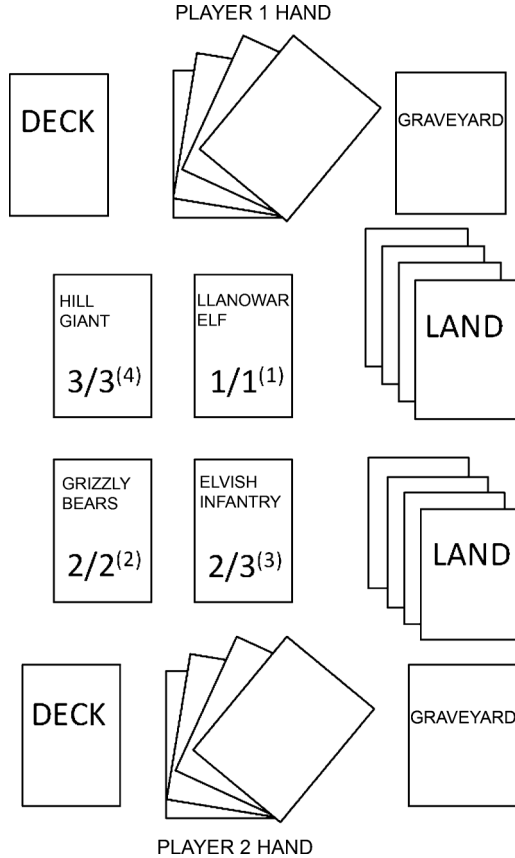 PLAYER 1 HAND
DECK
GRAVEYARD
HILL
GIANT
3/3(4)
LLANOWAR
ELF
1/1(1)
LAND
GRIZZLY
BEARS
2/2(2)
ELVISH
INFANTRY
2/3(3)
LAND
DECK
GRAVEYARD
PLAYER 2 HAND